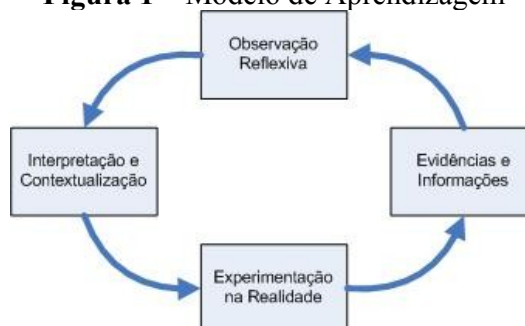 Figura 1 – Modelo de Aprendizagem
Observação
Reflexiva
Interpretação e
Contextualização
Evidências e
Informações
Experimentação
na Realidade